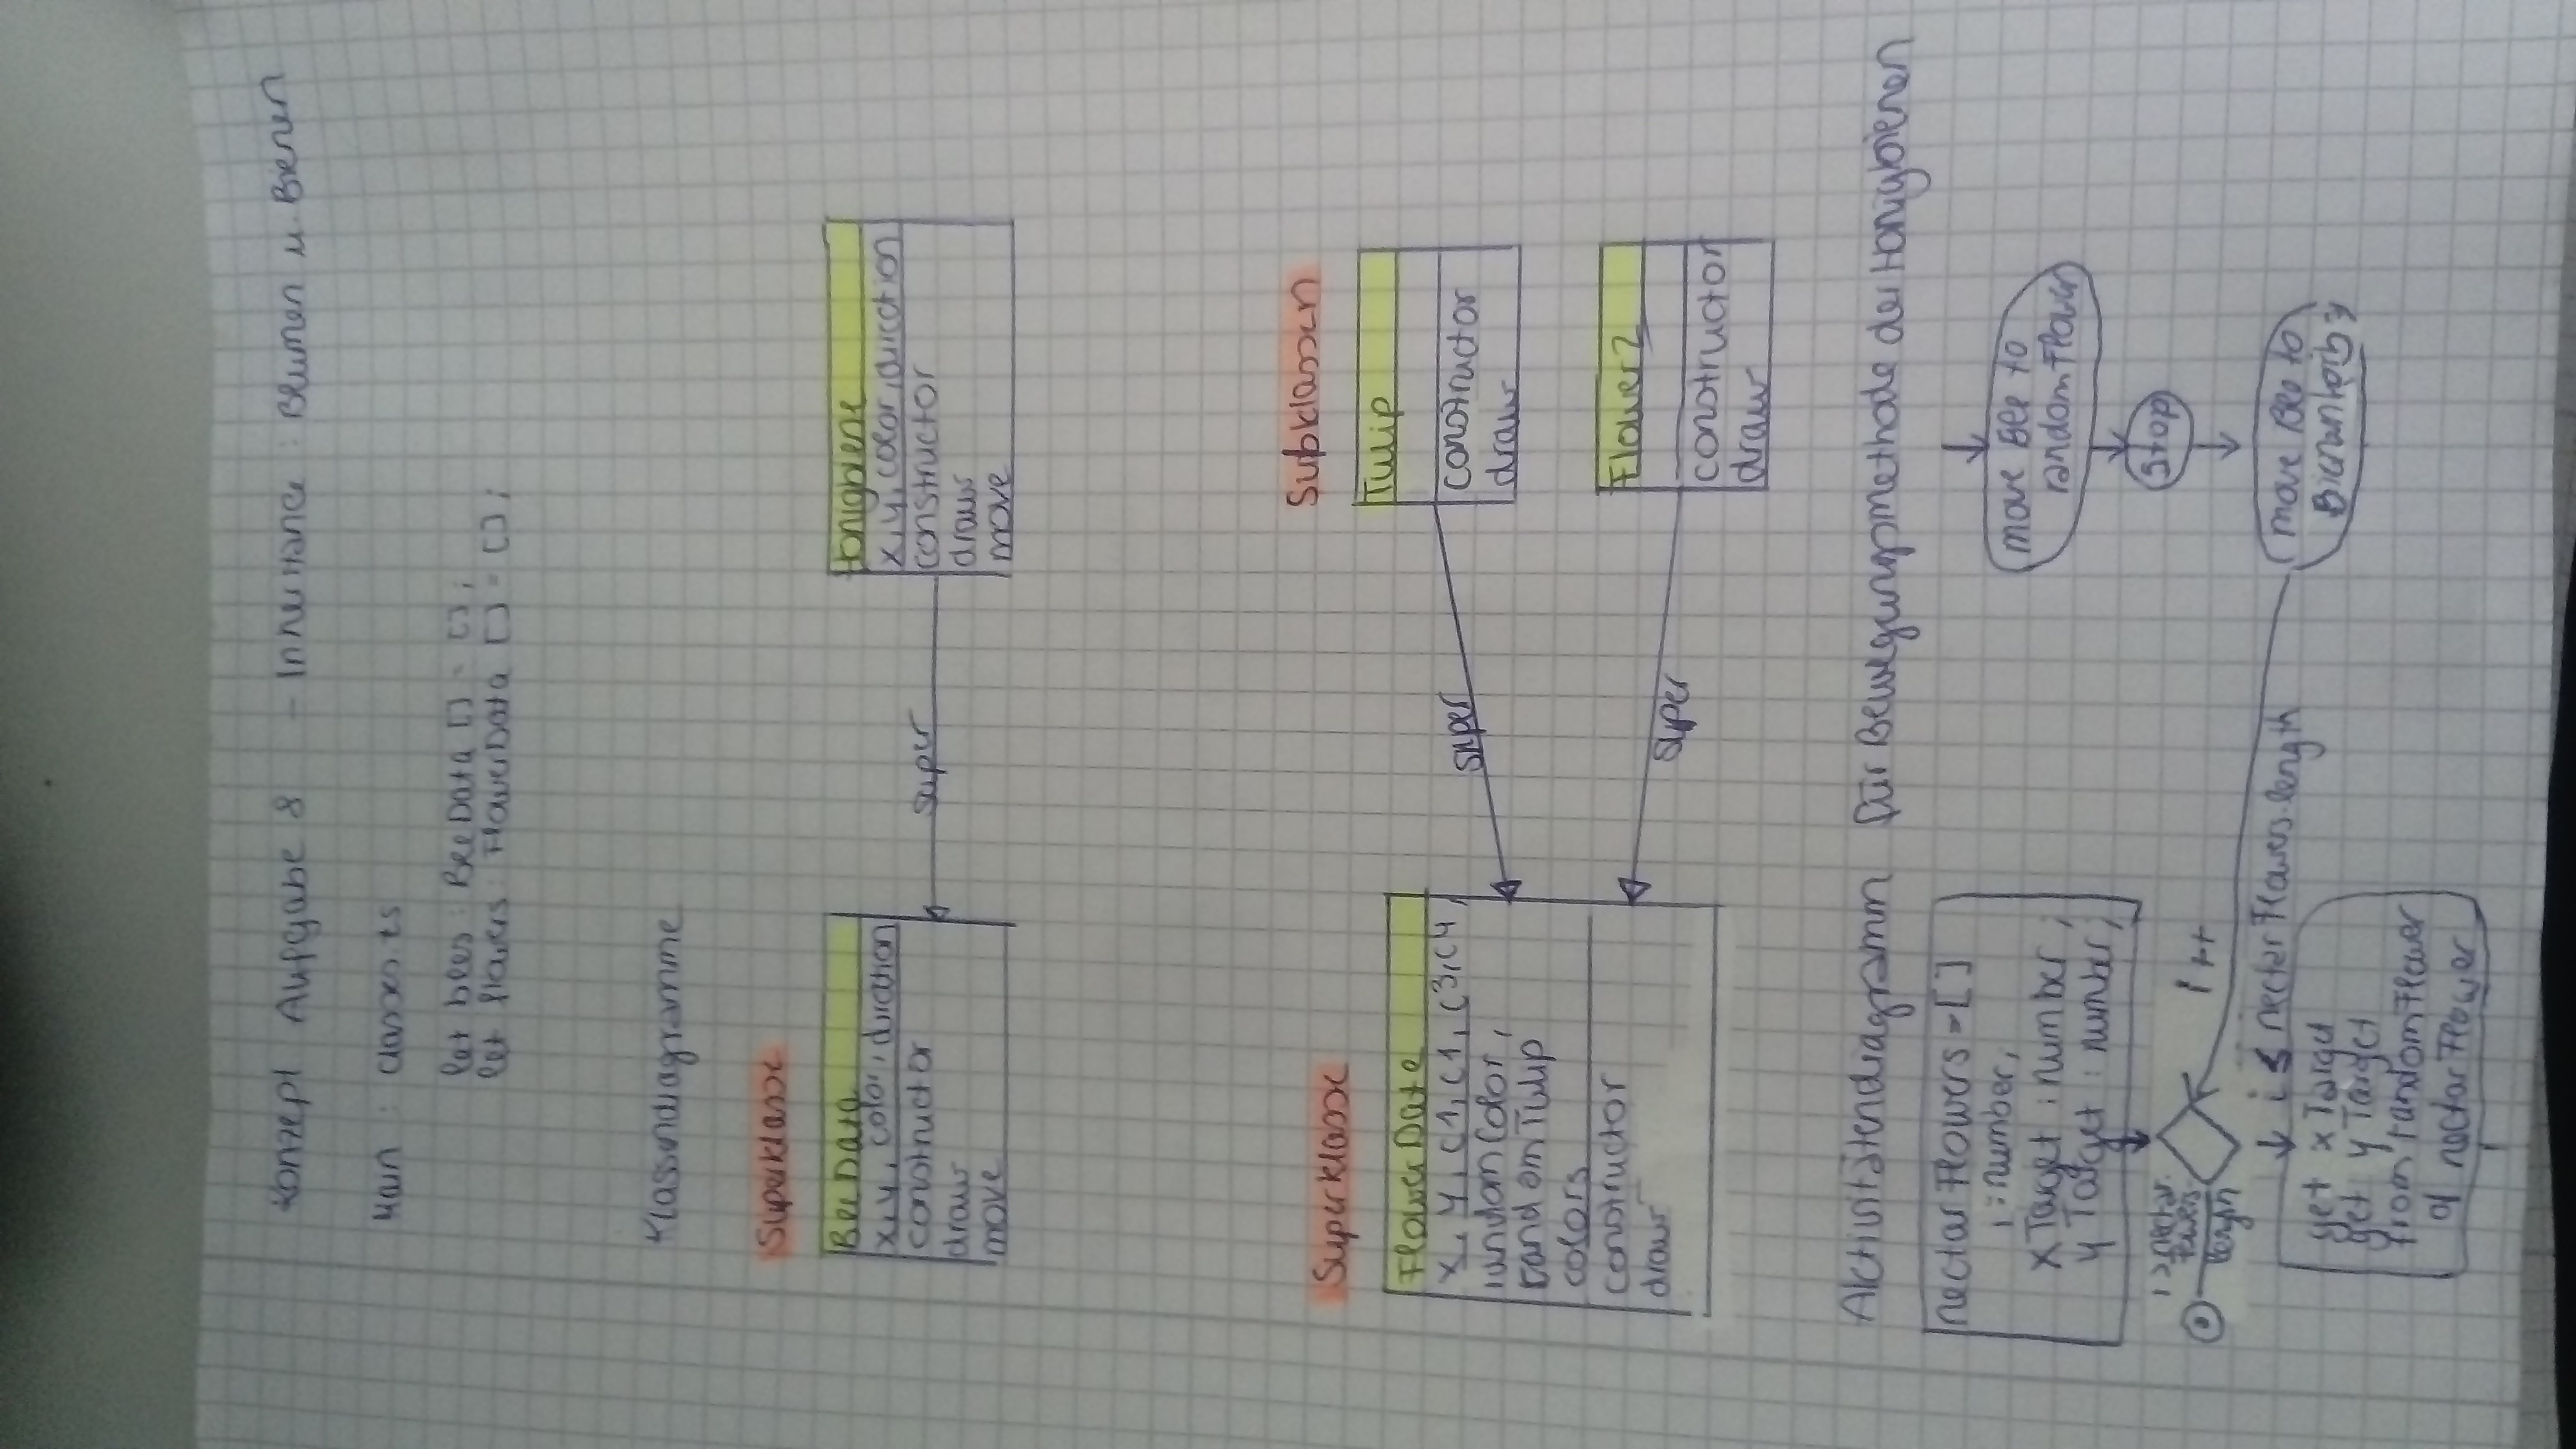 Konzept Aufgabe 8 - Inheritance : Blumen u. Bienen
Main : classes.ts
let bees : BeeData [] = [];
let flowers : FlowerData [] = [];
Klassendiagramme
Superklasse
BeeData
x, y, color, direction
constructor
draw
move
super
Honigbiene
x, y, color, direction
constructor
draw
move
Superklasse
FlowerDate
x, y, c1, c1, c3, c4,
randomColor,
randomTulip
colors
constructor
draw
super
super
Subklassen
Tulip
constructor
draw
Flower2
constructor
draw
Aktivitätendiagramm für Bewegungsmethode der Honigbienen
nectarFlowers = []
i : number,
xTarget : number;
yTarget : number;
i > nectar
Flowers.
length
i ++
i ≤ nectarFlowers.length
get xTarget
get yTarget
from randomFlower
of nectarFlower
move Bee to
randomFlower
Stop
move Bee to